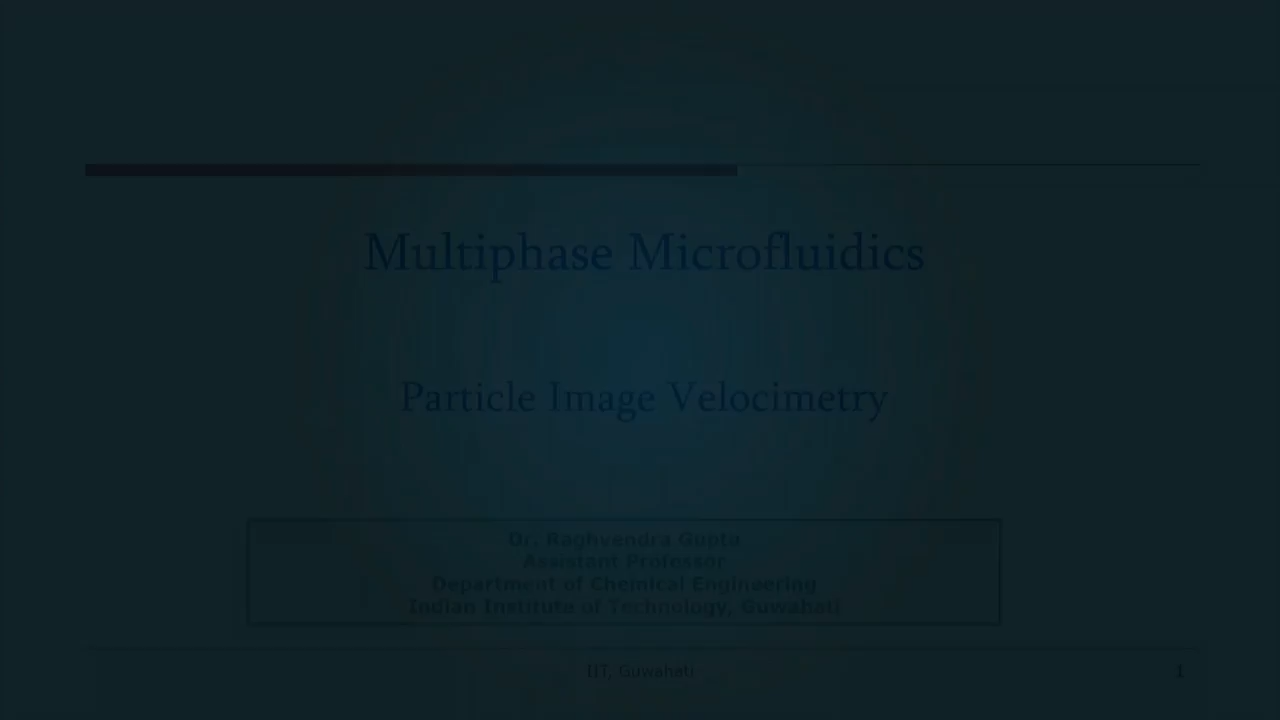 Multiphase Microfluidics
Particle Image Velocimetry
Dr. Raghvendra Gupta
Assistant Professor
Department of Chemical Engineering
Indian Institute of Technology, Guwahati
IIT, Guwahati
1